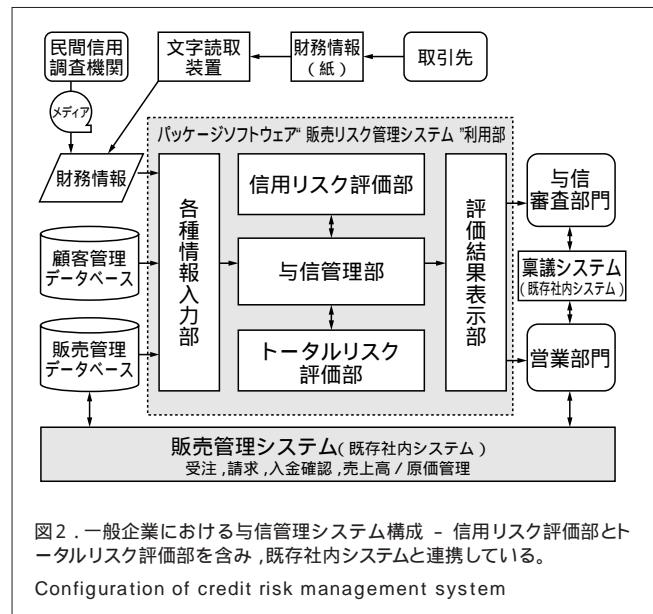 民間信用
調査機関
文字読取
装置
財務情報
(紙)
取引先
メディア
パッケージソフトウェア“販売リスク管理システム”利用部
財務情報
顧客管理
データベース
販売管理
データベース
各種情報入力部
信用リスク評価部
与信管理部
トータルリスク
評価部
評価結果表示部
与信
審査部門
稟議システム
(既存社内システム)
営業部門
販売管理システム(既存社内システム)
受注,請求,入金確認,売上高/原価管理
図2.一般企業における与信管理システム構成 - 信用リスク評価部とト
ータルリスク評価部を含み,既存社内システムと連携している。
Configuration of credit risk management system